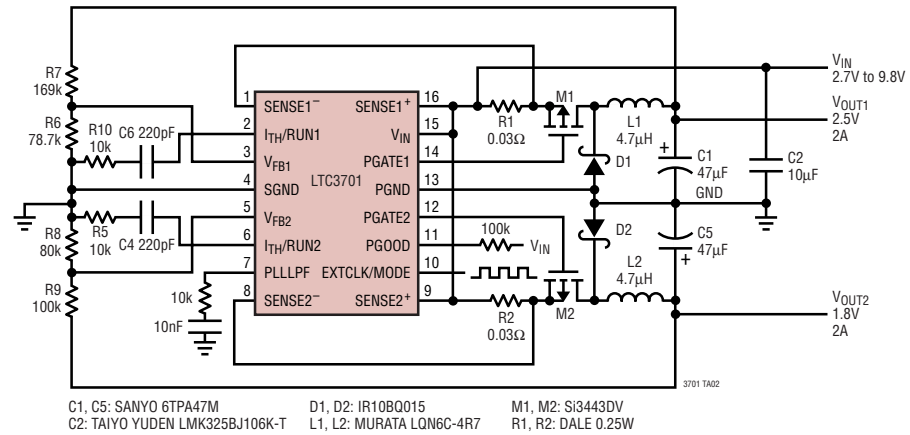 R7
169k
R6
78.7k
R10
10k
C6 220pF
R5
10k
C4 220pF
R8
80k
R9
100k
10k
10nF
1
2
3
4
5
6
7
8
SENSE1–
ITH/RUN1
VFB1
SGND
VFB2
ITH/RUN2
PLLLPF
SENSE2–
LTC3701
SENSE1+
VIN
PGATE1
PGND
PGATE2
PGOOD
EXTCLK/MODE
SENSE2+
16
15
14
13
12
11
10
9
R1
0.03Ω
M1
L1
4.7µH
D1
+
C1
47µF
GND
C2
10µF
100k
VIN
D2
C5
47µF
+
L2
4.7µH
R2
0.03Ω
M2
VIN
2.7V to 9.8V
VOUT1
2.5V
2A
VOUT2
1.8V
2A
3701 TA02
C1, C5: SANYO 6TPA47M
C2: TAIYO YUDEN LMK325BJ106K-T
D1, D2: IR10BQ015
L1, L2: MURATA LQN6C-4R7
M1, M2: Si3443DV
R1, R2: DALE 0.25W